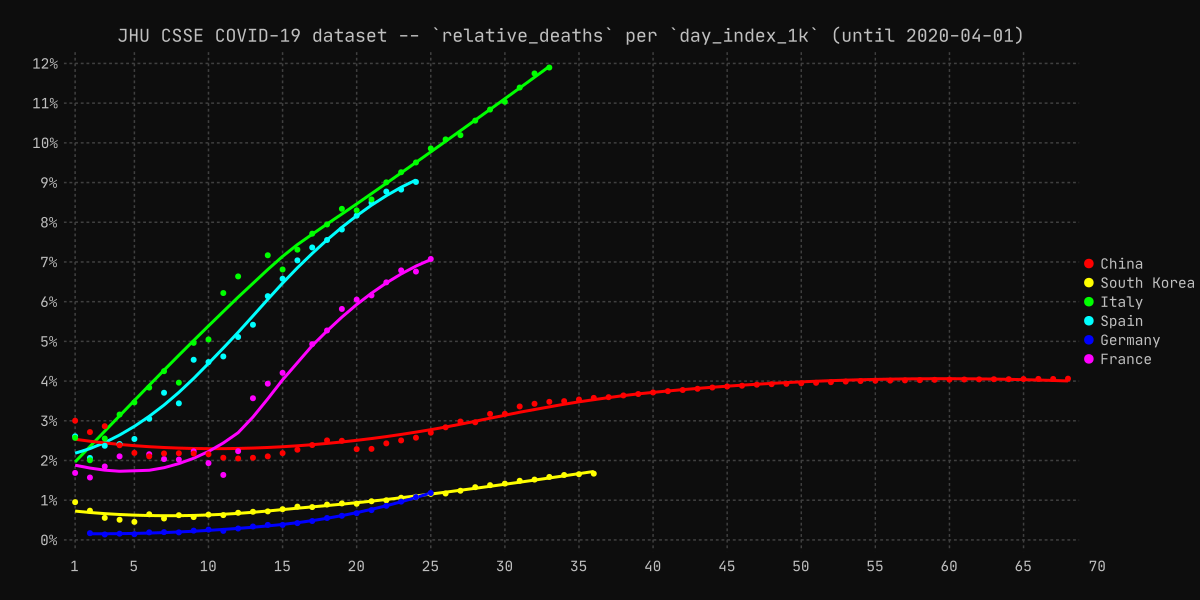 JHU CSSE COVID-19 dataset -- `relative_deaths` per `day_index_1k` (until 2020-04-01)
12%
11%
10%
9%
8%
7%
6%
5%
4%
3%
2%
1%
0%
1 5 10 15 20 25 30 35 40 45 50 55 60 65 70
China
South Korea
Italy
Spain
Germany
France